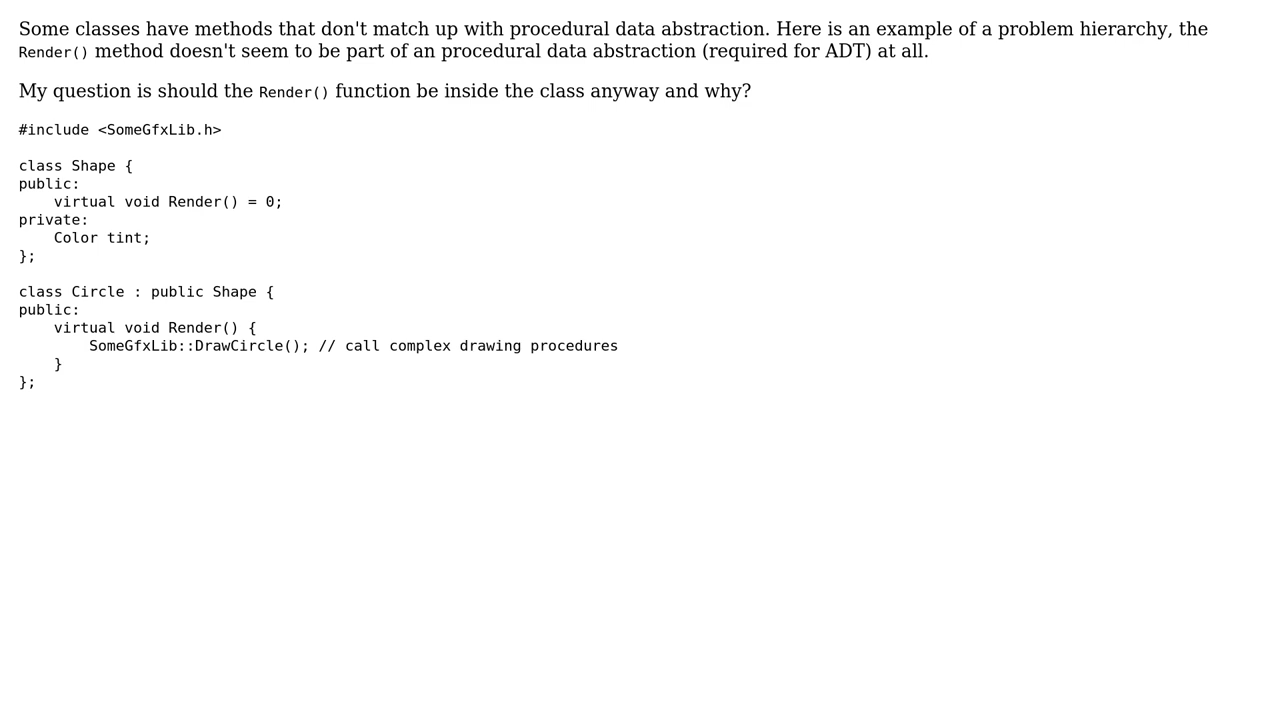 Some classes have methods that don't match up with procedural data abstraction. Here is an example of a problem hierarchy, the
Render() method doesn't seem to be part of an procedural data abstraction (required for ADT) at all.
My question is should the Render() function be inside the class anyway and why?
#include <SomeGfxLib.h>
class Shape {
public:
    virtual void Render() = 0;
private:
    Color tint;
};
class Circle : public Shape {
public:
    virtual void Render() {
        SomeGfxLib::DrawCircle(); // call complex drawing procedures
    }
};